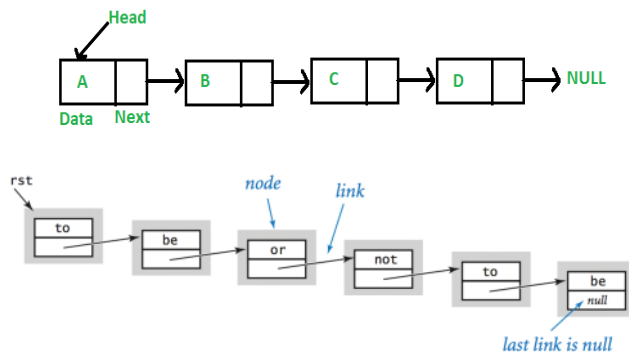 Head
A B C D NULL
Data Next
rst
node
link
to
be
or
not
to
be
null
last link is null